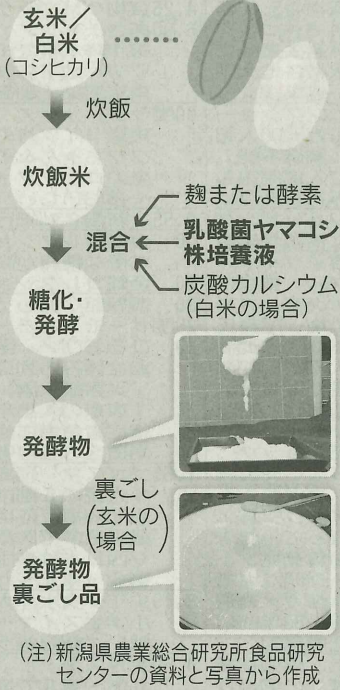 玄米／
白米
(コシヒカリ)
炊飯
炊飯米
麹または酵素
混合
乳酸菌ヤマコシ
株培養液
炭酸カルシウム
(白米の場合)
糖化・
発酵
発酵物
裏ごし
(玄米の
場合)
発酵物
裏ごし品
(注)新潟県農業総合研究所食品研究
センターの資料と写真から作成